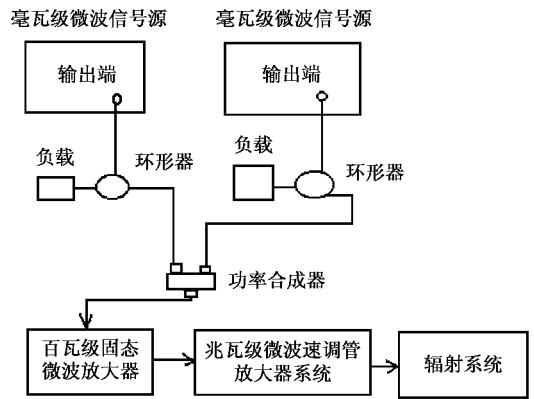 毫瓦级微波信号源
毫瓦级微波信号源
输出端
输出端
负载
环形器
负载
环形器
功率合成器
百瓦级固态
微波放大器
兆瓦级微波速调管
放大器系统
辐射系统